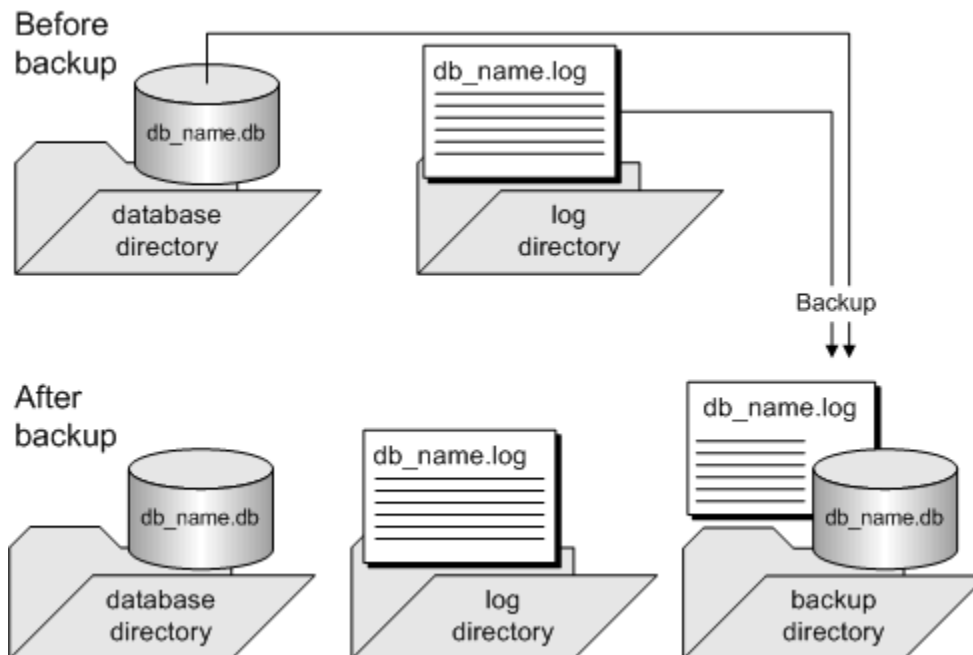 Before
backup
db_name.log
db_name.db
database
directory
log
directory
Backup
After
backup
db_name.log
db_name.log
db_name.db
db_name.db
database
directory
log
directory
backup
directory